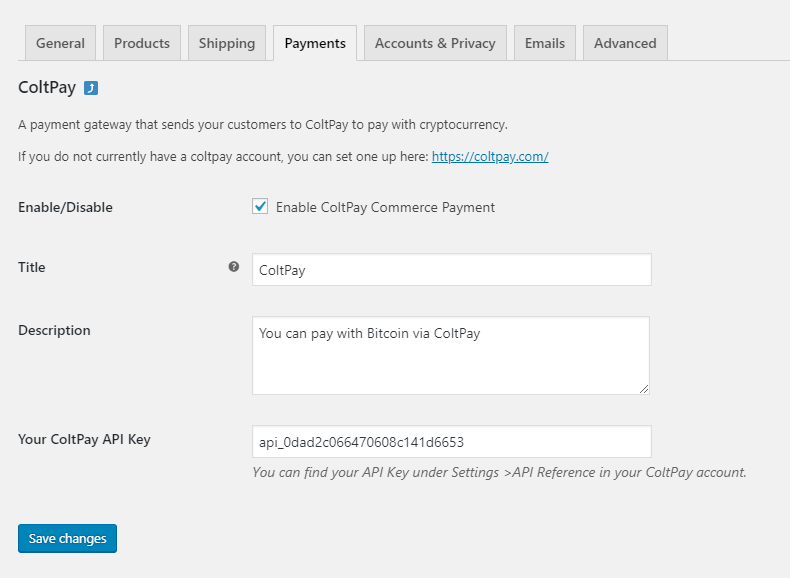 General Products Shipping Payments Accounts & Privacy Emails Advanced
ColtPay
A payment gateway that sends your customers to ColtPay to pay with cryptocurrency.
If you do not currently have a coltpay account, you can set one up here: https://coltpay.com/
Enable/Disable Enable ColtPay Commerce Payment
Title ColtPay
Description You can pay with Bitcoin via ColtPay
Your ColtPay API Key api_0dad2c066470608c141d6653
You can find your API Key under Settings >API Reference in your ColtPay account.
Save changes